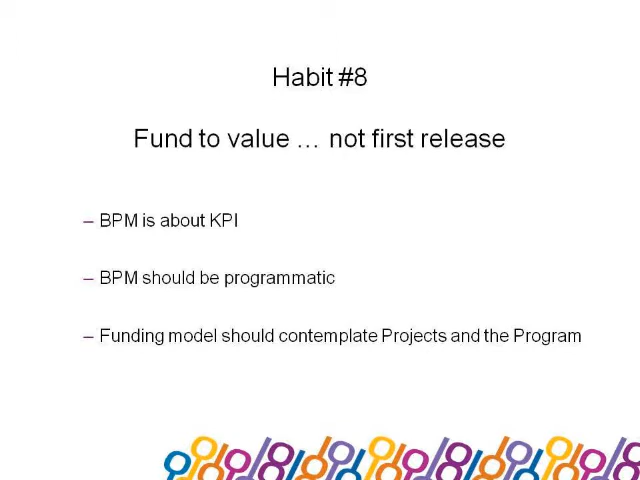 Habit #8
Fund to value … not first release
– BPM is about KPI
– BPM should be programmatic
– Funding model should contemplate Projects and the Program